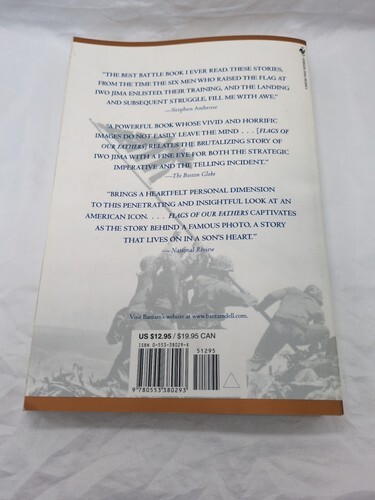 "THE BEST BATTLE BOOK I EVER READ. THESE STORIES,
FROM THE TIME THE SIX MEN WHO RAISED THE FLAG AT
IWO JIMA ENLISTED, THEIR TRAINING, AND THE LANDING
AND SUBSEQUENT STRUGGLE, FILL ME WITH AWE."
—Stephen Ambrose
"A POWERFUL BOOK WHOSE VIVID AND HORRIFIC
IMAGES DO NOT EASILY LEAVE THE MIND . . . [FLAGS OF
OUR FATHERS] RELATES THE BRUTALIZING STORY OF
IWO JIMA WITH A FINE EYE FOR BOTH THE STRATEGIC
IMPERATIVE AND THE TELLING INCIDENT."
—The Boston Globe
"BRINGS A HEARTFELT PERSONAL DIMENSION
TO THIS PENETRATING AND INSIGHTFUL LOOK AT AN
AMERICAN ICON. . . . FLAGS OF OUR FATHERS CAPTIVATES
AS THE STORY BEHIND A FAMOUS PHOTO, A STORY
THAT LIVES ON IN A SON'S HEART."
—National Review
Visit Bantam's website at www.bantamdell.com.
US $12.95 / $19.95 CAN
ISBN 0-553-38029-X
51295
9 780553 380293